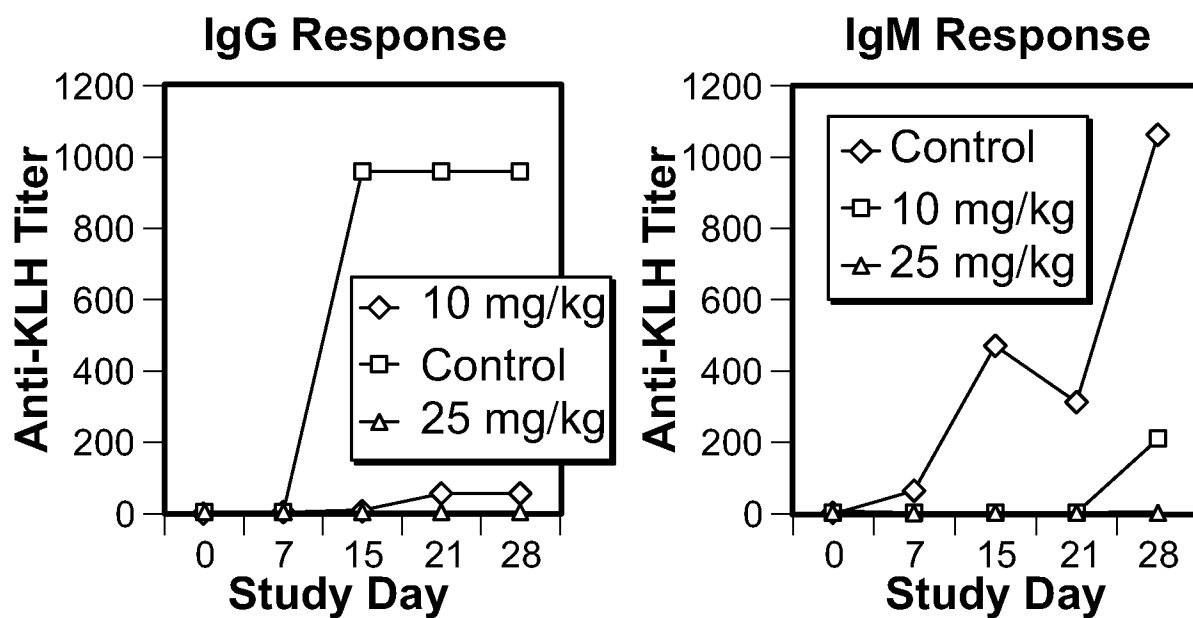 IgG Response
Anti-KLH Titer
1200
1000
800
600
400
200
0
10 mg/kg
Control
25 mg/kg
0 7 15 21 28
Study Day
IgM Response
Anti-KLH Titer
1200
1000
800
600
400
200
0
Control
10 mg/kg
25 mg/kg
0 7 15 21 28
Study Day